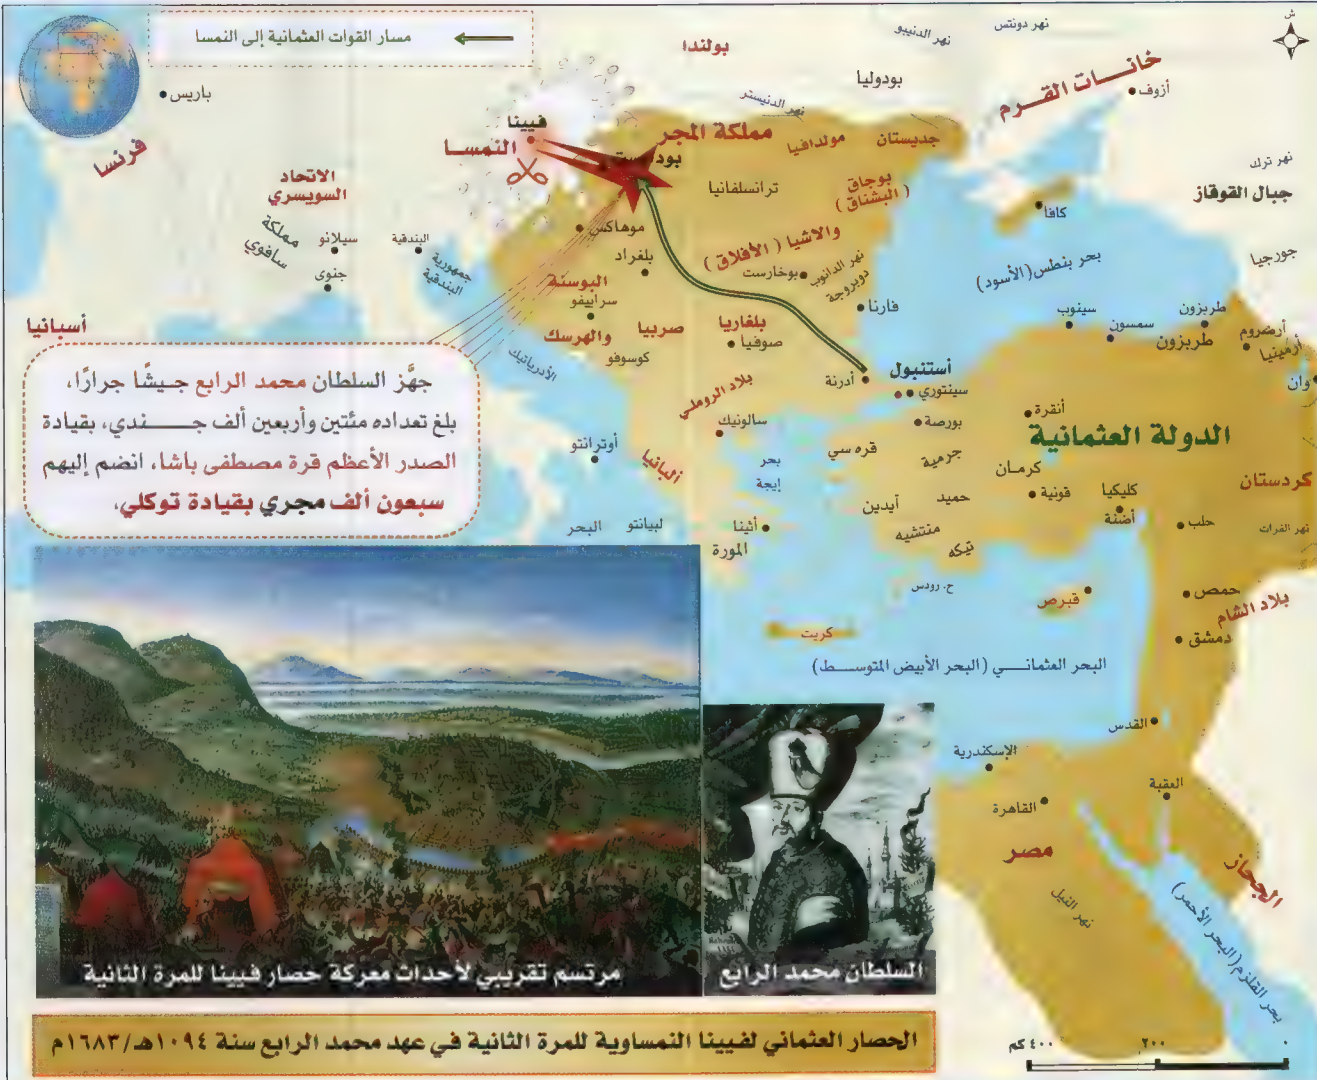 مسار القوات العثمانية إلى النمسا
ش
نهر دونتس
نهر الدنيبو
بولندا
بودوليا
خانات القرم
أزوف
باريس
فرنسا
نهر الدنيستر
فيينا
النمسا
مملكة المجر
مولدافيا
جديستان
نهر ترك
جبال القوقاز
الاتحاد
السويسري
ترانسلفانيا
بوجاق
( البشناق )
كافا
مملكة
سافوي
سيلانو
البندقية
جمهورية
البندقية
جنوى
موهاكس
بلغراد
والاشيا ( الأفلاق )
بوخارست
نهر الدانوب
دوبروجة
بحر بنطس(الأسود)
جورجيا
البوسنة
والهرسك
سراييفو
صربيا
كوسوفو
بلغاريا
صوفيا
فارنا
سينوب
سمسون
طربزون
طربزون
أرضروم
أرمينيا
وان
أسبانيا
الأدرياتيك
بلاد الروملي
أدرنة
أستنبول
سينتوري
جهَّز السلطان محمد الرابع جيشًا جرارًا،
بلغ تعداده مئتين وأربعين ألف جندي، بقيادة
الصدر الأعظم قرة مصطفى باشا، انضم إليهم
سبعون ألف مجري بقيادة توكلي.
سالونيك
بورصة
أنقرة
الدولة العثمانية
أوترانتو
ألبانيا
بحر
إيجة
قره سي
جرمية
كرمان
كردستان
آيدين
حميد
قونية
كليكيا
أضنة
البحر
ليبانتو
أثينا
المورة
منتشيه
تيكه
حلب
نهر الفرات
ح. رودس
قبرص
حمص
بلاد الشام
كريت
دمشق
البحر العثماني (البحر الأبيض المتوسط)
القدس
الإسكندرية
العقبة
القاهرة
مصر
الحجاز
نهر النيل
بحر القلزم(البحر الأحمر)
السلطان محمد الرابع
مرتسم تقريبي لأحداث معركة حصار فيينا للمرة الثانية
الحصار العثماني لفيينا النمساوية للمرة الثانية في عهد محمد الرابع سنة ١٠٩٤هـ/١٦٨٣م
٠ ٢٠٠ ٤٠٠ كم